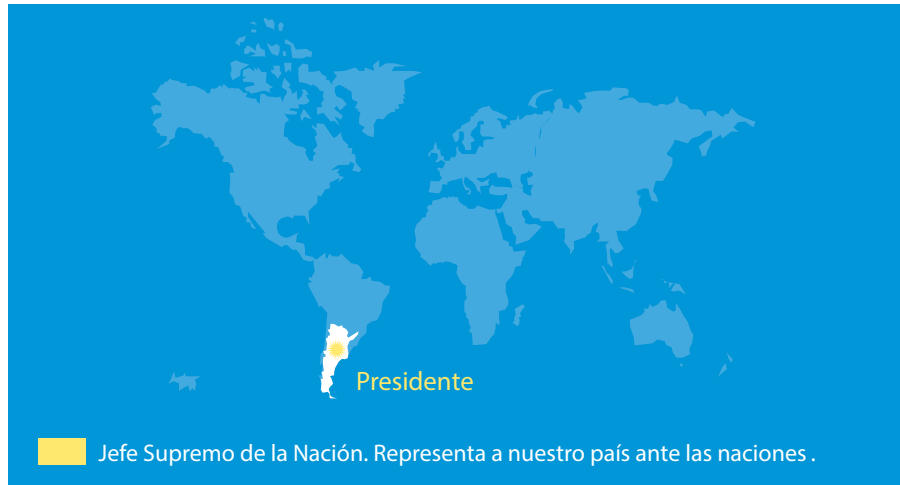 Presidente
Jefe Supremo de la Nación. Representa a nuestro país ante las naciones .